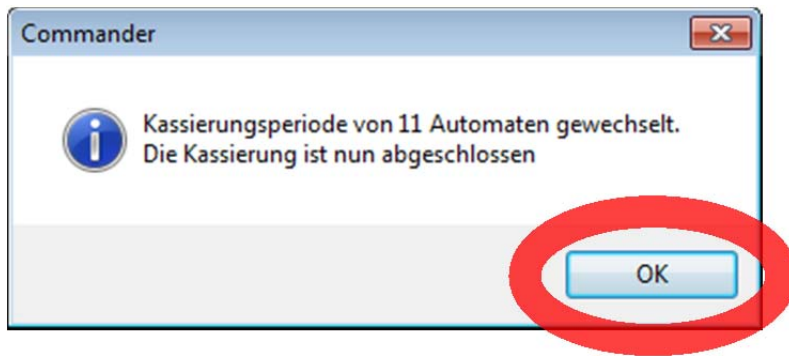 Commander
Kassierungsperiode von 11 Automaten gewechselt.
Die Kassierung ist nun abgeschlossen
OK